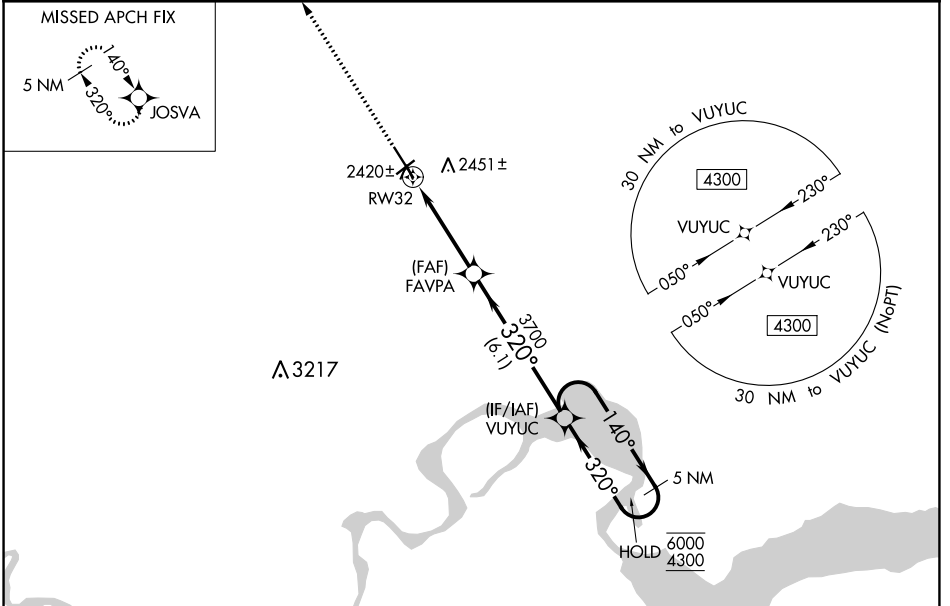 MISSED APCH FIX
140°
5 NM
320°
JOSVA
2420±
2451±
RW32
30 NM to VUYUC
4300
230°
VUYUC
050°
230°
VUYUC
050°
4300
30 NM to VUYUC (NoPT)
(FAF)
FAVPA
3700
320°
(6.1)
3217
(IF/IAF)
VUYUC
140°
320°
5 NM
HOLD
6000
4300